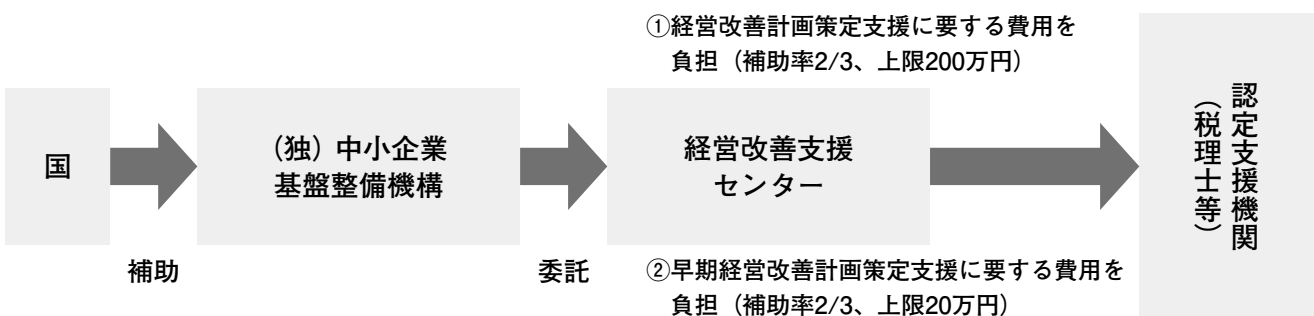 ①経営改善計画策定支援に要する費用を
負担（補助率2/3、上限200万円）
国
（独）中小企業
基盤整備機構
経営改善支援
センター
認定支援機関
（税理士等）
補助
委託
②早期経営改善計画策定支援に要する費用を
負担（補助率2/3、上限20万円）